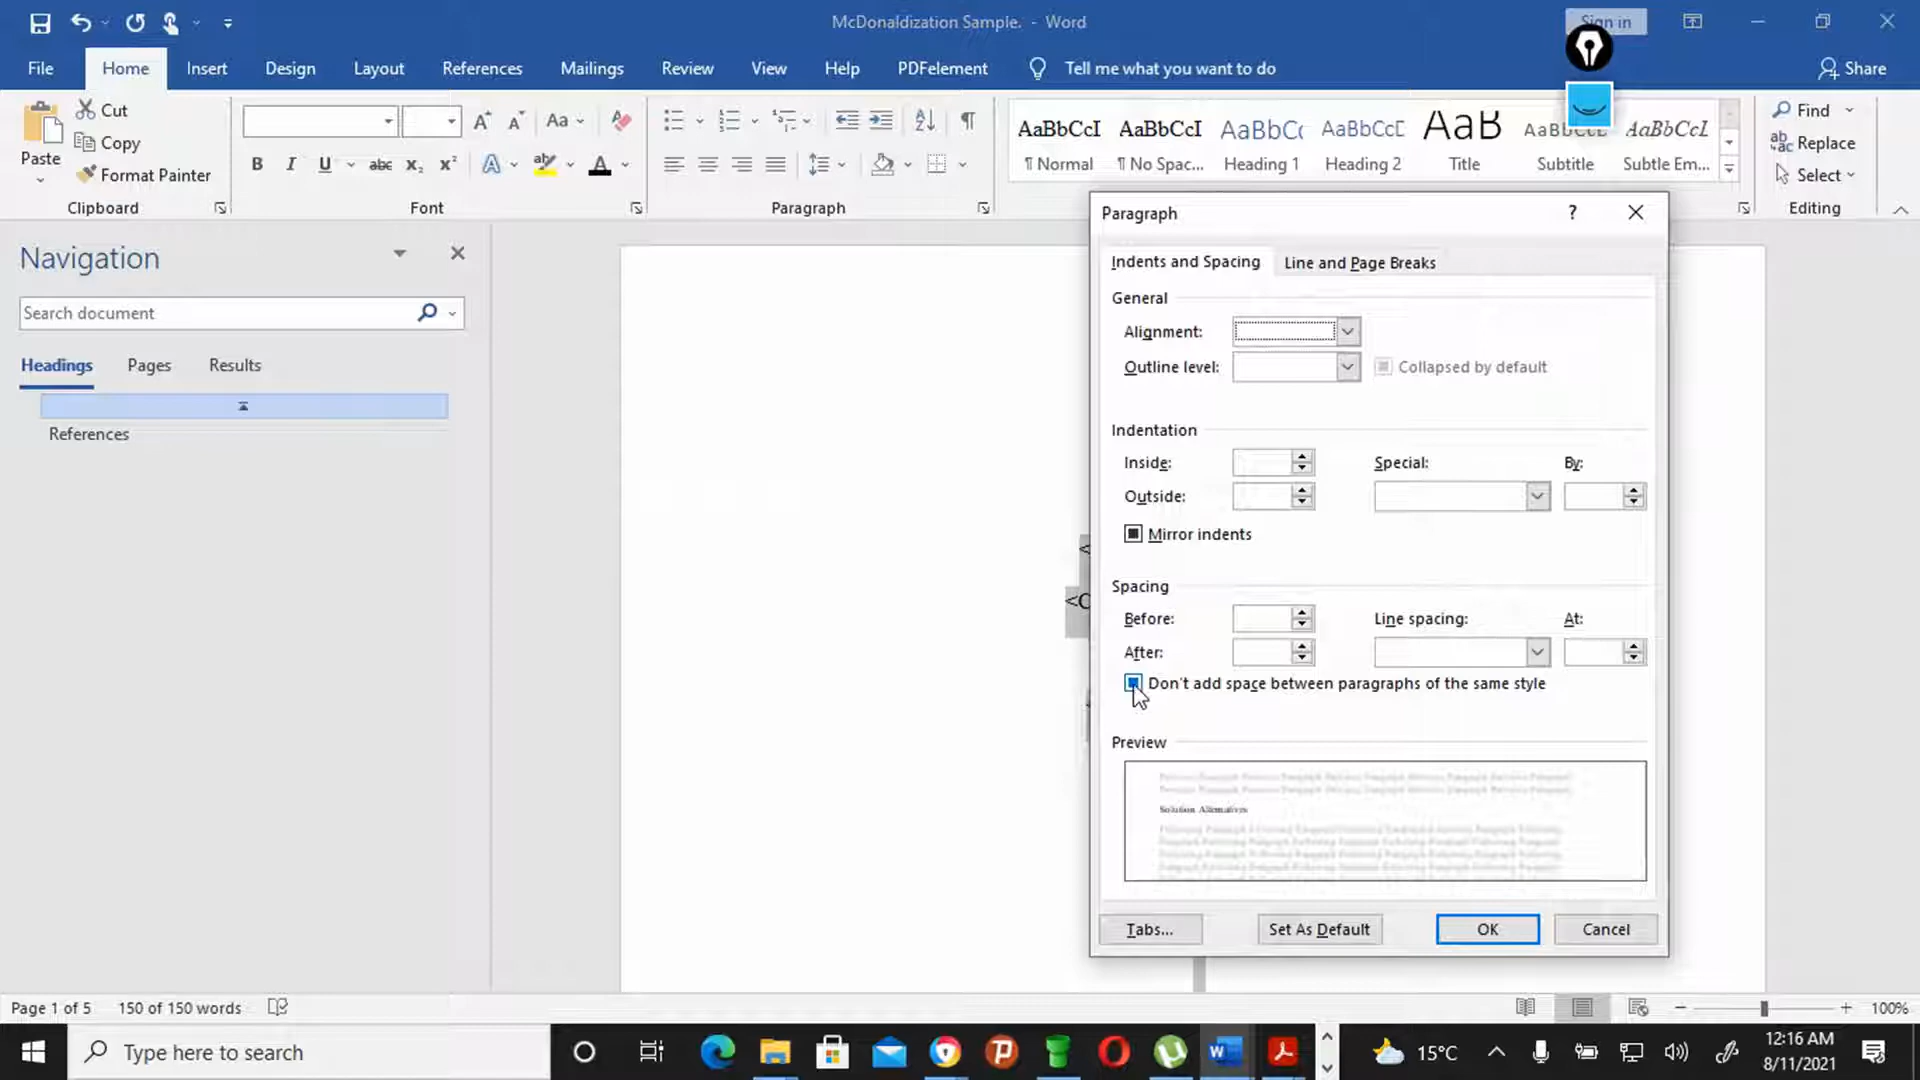 McDonaldization Sample. - Word
Sign in
File Home Insert Design Layout References Mailings Review View Help PDFelement Tell me what you want to do Share
Cut
Copy
Format Painter
Paste
Clipboard
Aa
B I U abc x₂ x² A A
Font
Paragraph
AaBbCcI AaBbCcI AaBbCc AaBbCcD AaB AaBbCcD AaBbCcI
¶ Normal ¶ No Spac... Heading 1 Heading 2 Title Subtitle Subtle Em...
Find
Replace
Select
Editing
Navigation
Search document
Headings Pages Results
References
<
<C
Paragraph ?
Indents and Spacing Line and Page Breaks
General
Alignment:
Outline level: Collapsed by default
Indentation
Inside: Special: By:
Outside:
Mirror indents
Spacing
Before: Line spacing: At:
After:
Don't add space between paragraphs of the same style
Preview
Solution Alternatives
Tabs... Set As Default OK Cancel
Page 1 of 5 150 of 150 words 100%
Type here to search
15°C
12:16 AM
8/11/2021